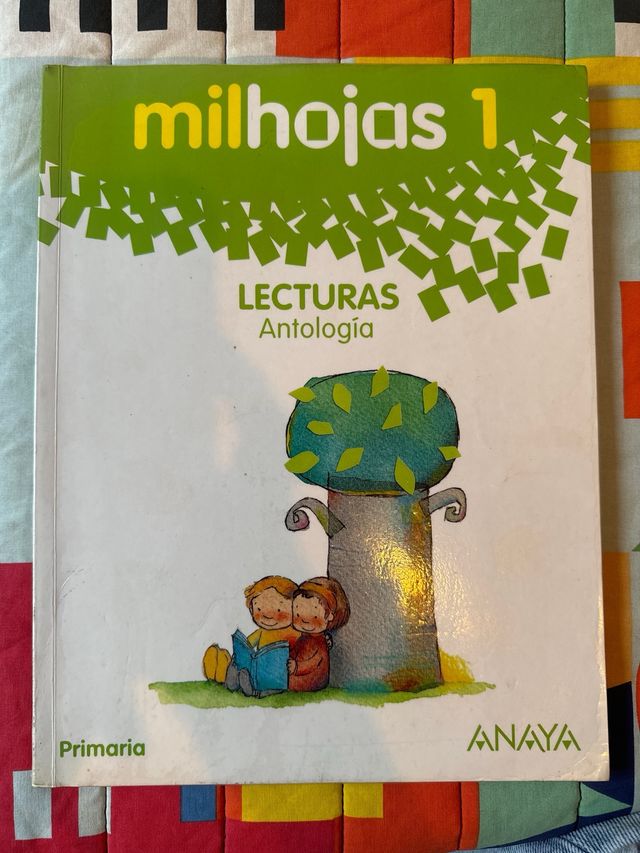 milhojas 1
LECTURAS
Antología
Primaria
ANAYA